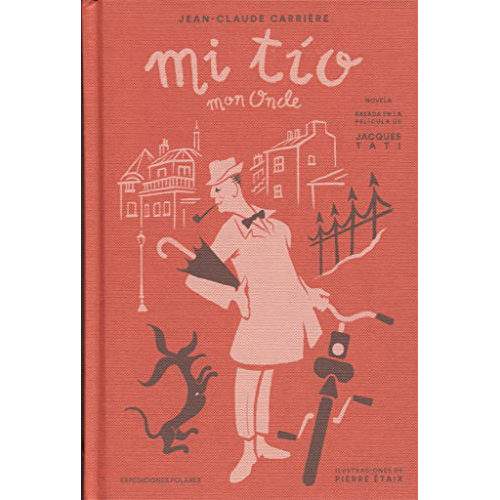 JEAN-CLAUDE CARRIÈRE
mi tío
mon Oncle
NOVELA
BASADA EN LA
PELÍCULA DE
JACQUES
TATI
EXPEDICIONES POLARES
ILUSTRACIONES DE
PIERRE ÉTAIX